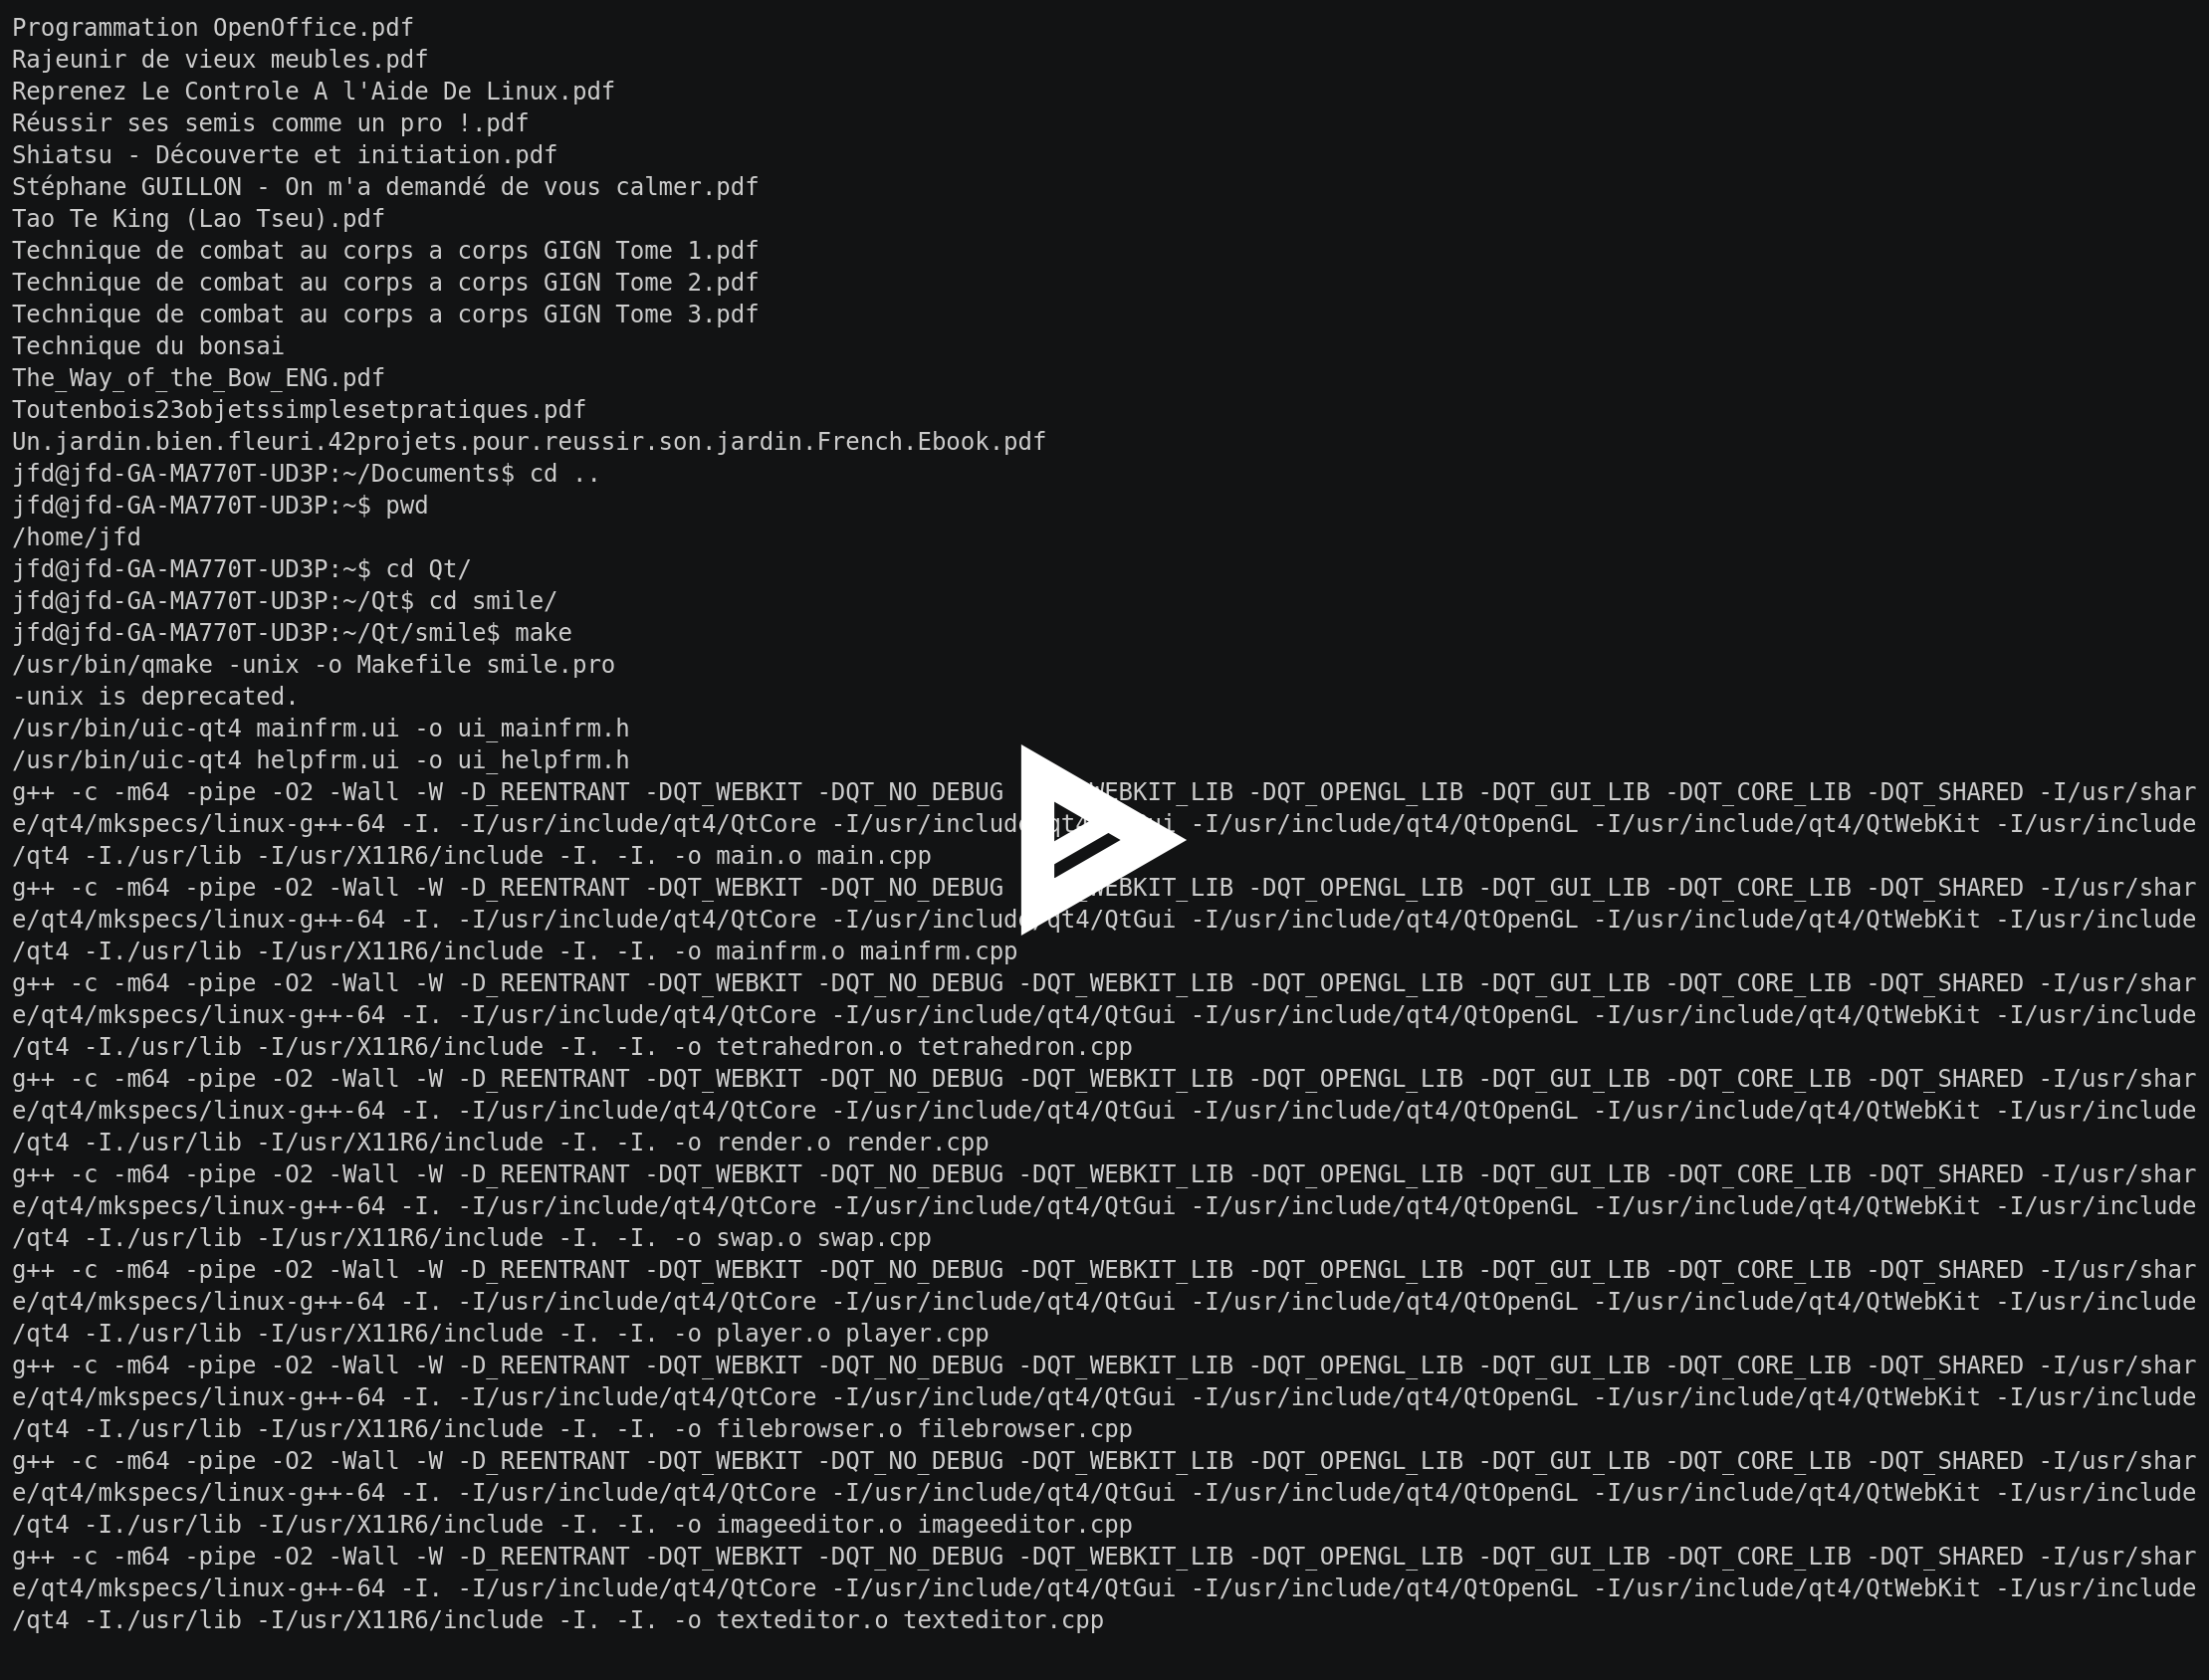 Programmation OpenOffice.pdf
Rajeunir de vieux meubles.pdf
Reprenez Le Controle A l'Aide De Linux.pdf
Réussir ses semis comme un pro !.pdf
Shiatsu - Découverte et initiation.pdf
Stéphane GUILLON - On m'a demandé de vous calmer.pdf
Tao Te King (Lao Tseu).pdf
Technique de combat au corps a corps GIGN Tome 1.pdf
Technique de combat au corps a corps GIGN Tome 2.pdf
Technique de combat au corps a corps GIGN Tome 3.pdf
Technique du bonsai
The_Way_of_the_Bow_ENG.pdf
Toutenbois23objetssimplesetpratiques.pdf
Un.jardin.bien.fleuri.42projets.pour.reussir.son.jardin.French.Ebook.pdf
jfd@jfd-GA-MA770T-UD3P:~/Documents$ cd ..
jfd@jfd-GA-MA770T-UD3P:~$ pwd
/home/jfd
jfd@jfd-GA-MA770T-UD3P:~$ cd Qt/
jfd@jfd-GA-MA770T-UD3P:~/Qt$ cd smile/
jfd@jfd-GA-MA770T-UD3P:~/Qt/smile$ make
/usr/bin/qmake -unix -o Makefile smile.pro
-unix is deprecated.
/usr/bin/uic-qt4 mainfrm.ui -o ui_mainfrm.h
/usr/bin/uic-qt4 helpfrm.ui -o ui_helpfrm.h
g++ -c -m64 -pipe -O2 -Wall -W -D_REENTRANT -DQT_WEBKIT -DQT_NO_DEBUG WEBKIT_LIB -DQT_OPENGL_LIB -DQT_GUI_LIB -DQT_CORE_LIB -DQT_SHARED -I/usr/shar
e/qt4/mkspecs/linux-g++-64 -I. -I/usr/include/qt4/QtCore -I/usr/include/qt4/QtGui -I/usr/include/qt4/QtOpenGL -I/usr/include/qt4/QtWebKit -I/usr/include
/qt4 -I./usr/lib -I/usr/X11R6/include -I. -I. -o main.o main.cpp
g++ -c -m64 -pipe -O2 -Wall -W -D_REENTRANT -DQT_WEBKIT -DQT_NO_DEBUG WEBKIT_LIB -DQT_OPENGL_LIB -DQT_GUI_LIB -DQT_CORE_LIB -DQT_SHARED -I/usr/shar
e/qt4/mkspecs/linux-g++-64 -I. -I/usr/include/qt4/QtCore -I/usr/include/qt4/QtGui -I/usr/include/qt4/QtOpenGL -I/usr/include/qt4/QtWebKit -I/usr/include
/qt4 -I./usr/lib -I/usr/X11R6/include -I. -I. -o mainfrm.o mainfrm.cpp
g++ -c -m64 -pipe -O2 -Wall -W -D_REENTRANT -DQT_WEBKIT -DQT_NO_DEBUG -DQT_WEBKIT_LIB -DQT_OPENGL_LIB -DQT_GUI_LIB -DQT_CORE_LIB -DQT_SHARED -I/usr/shar
e/qt4/mkspecs/linux-g++-64 -I. -I/usr/include/qt4/QtCore -I/usr/include/qt4/QtGui -I/usr/include/qt4/QtOpenGL -I/usr/include/qt4/QtWebKit -I/usr/include
/qt4 -I./usr/lib -I/usr/X11R6/include -I. -I. -o tetrahedron.o tetrahedron.cpp
g++ -c -m64 -pipe -O2 -Wall -W -D_REENTRANT -DQT_WEBKIT -DQT_NO_DEBUG -DQT_WEBKIT_LIB -DQT_OPENGL_LIB -DQT_GUI_LIB -DQT_CORE_LIB -DQT_SHARED -I/usr/shar
e/qt4/mkspecs/linux-g++-64 -I. -I/usr/include/qt4/QtCore -I/usr/include/qt4/QtGui -I/usr/include/qt4/QtOpenGL -I/usr/include/qt4/QtWebKit -I/usr/include
/qt4 -I./usr/lib -I/usr/X11R6/include -I. -I. -o render.o render.cpp
g++ -c -m64 -pipe -O2 -Wall -W -D_REENTRANT -DQT_WEBKIT -DQT_NO_DEBUG -DQT_WEBKIT_LIB -DQT_OPENGL_LIB -DQT_GUI_LIB -DQT_CORE_LIB -DQT_SHARED -I/usr/shar
e/qt4/mkspecs/linux-g++-64 -I. -I/usr/include/qt4/QtCore -I/usr/include/qt4/QtGui -I/usr/include/qt4/QtOpenGL -I/usr/include/qt4/QtWebKit -I/usr/include
/qt4 -I./usr/lib -I/usr/X11R6/include -I. -I. -o swap.o swap.cpp
g++ -c -m64 -pipe -O2 -Wall -W -D_REENTRANT -DQT_WEBKIT -DQT_NO_DEBUG -DQT_WEBKIT_LIB -DQT_OPENGL_LIB -DQT_GUI_LIB -DQT_CORE_LIB -DQT_SHARED -I/usr/shar
e/qt4/mkspecs/linux-g++-64 -I. -I/usr/include/qt4/QtCore -I/usr/include/qt4/QtGui -I/usr/include/qt4/QtOpenGL -I/usr/include/qt4/QtWebKit -I/usr/include
/qt4 -I./usr/lib -I/usr/X11R6/include -I. -I. -o player.o player.cpp
g++ -c -m64 -pipe -O2 -Wall -W -D_REENTRANT -DQT_WEBKIT -DQT_NO_DEBUG -DQT_WEBKIT_LIB -DQT_OPENGL_LIB -DQT_GUI_LIB -DQT_CORE_LIB -DQT_SHARED -I/usr/shar
e/qt4/mkspecs/linux-g++-64 -I. -I/usr/include/qt4/QtCore -I/usr/include/qt4/QtGui -I/usr/include/qt4/QtOpenGL -I/usr/include/qt4/QtWebKit -I/usr/include
/qt4 -I./usr/lib -I/usr/X11R6/include -I. -I. -o filebrowser.o filebrowser.cpp
g++ -c -m64 -pipe -O2 -Wall -W -D_REENTRANT -DQT_WEBKIT -DQT_NO_DEBUG -DQT_WEBKIT_LIB -DQT_OPENGL_LIB -DQT_GUI_LIB -DQT_CORE_LIB -DQT_SHARED -I/usr/shar
e/qt4/mkspecs/linux-g++-64 -I. -I/usr/include/qt4/QtCore -I/usr/include/qt4/QtGui -I/usr/include/qt4/QtOpenGL -I/usr/include/qt4/QtWebKit -I/usr/include
/qt4 -I./usr/lib -I/usr/X11R6/include -I. -I. -o imageeditor.o imageeditor.cpp
g++ -c -m64 -pipe -O2 -Wall -W -D_REENTRANT -DQT_WEBKIT -DQT_NO_DEBUG -DQT_WEBKIT_LIB -DQT_OPENGL_LIB -DQT_GUI_LIB -DQT_CORE_LIB -DQT_SHARED -I/usr/shar
e/qt4/mkspecs/linux-g++-64 -I. -I/usr/include/qt4/QtCore -I/usr/include/qt4/QtGui -I/usr/include/qt4/QtOpenGL -I/usr/include/qt4/QtWebKit -I/usr/include
/qt4 -I./usr/lib -I/usr/X11R6/include -I. -I. -o texteditor.o texteditor.cpp